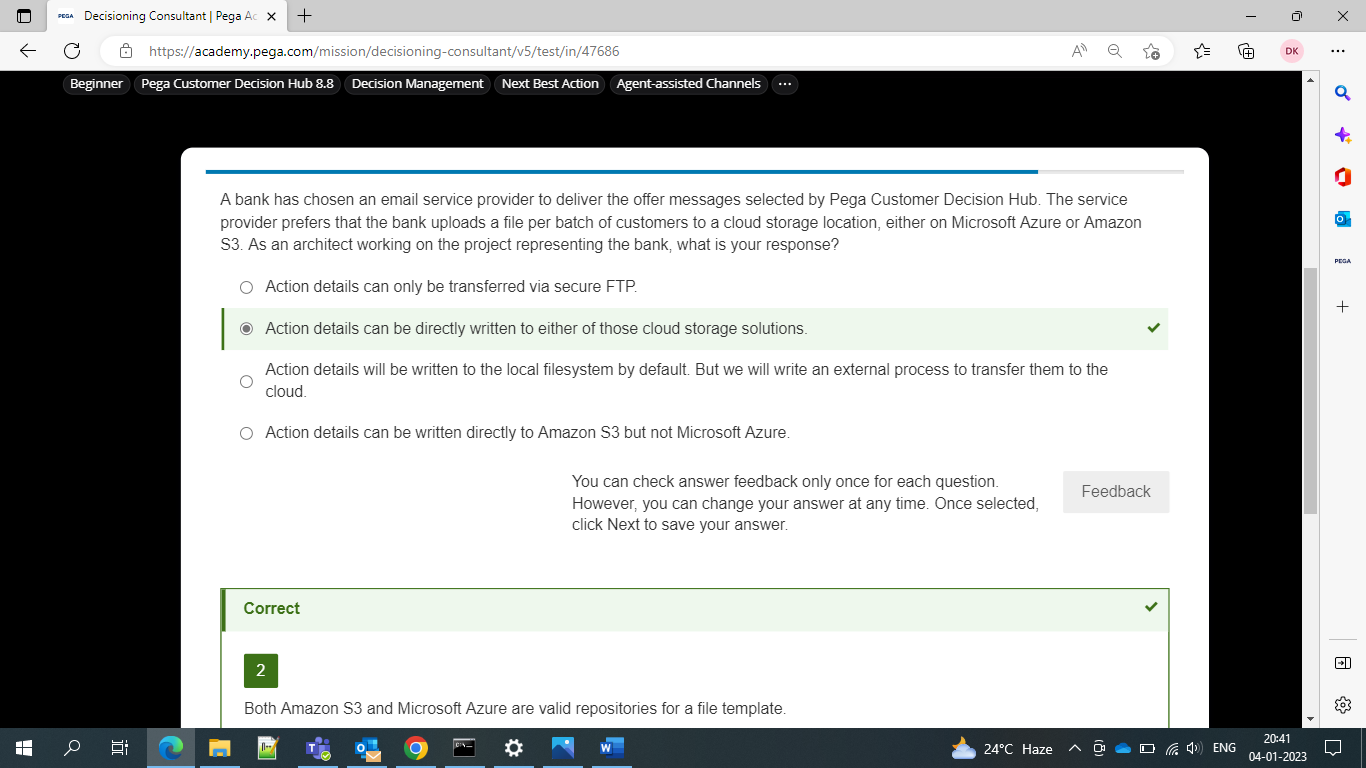 PEGA Decisioning Consultant | Pega Ac
https://academy.pega.com/mission/decisioning-consultant/v5/test/in/47686
DK
Beginner Pega Customer Decision Hub 8.8 Decision Management Next Best Action Agent-assisted Channels ...
A bank has chosen an email service provider to deliver the offer messages selected by Pega Customer Decision Hub. The service
provider prefers that the bank uploads a file per batch of customers to a cloud storage location, either on Microsoft Azure or Amazon
S3. As an architect working on the project representing the bank, what is your response?
Action details can only be transferred via secure FTP.
Action details can be directly written to either of those cloud storage solutions.
Action details will be written to the local filesystem by default. But we will write an external process to transfer them to the
cloud.
Action details can be written directly to Amazon S3 but not Microsoft Azure.
You can check answer feedback only once for each question.
However, you can change your answer at any time. Once selected,
click Next to save your answer.
Feedback
Correct
2
Both Amazon S3 and Microsoft Azure are valid repositories for a file template.
PEGA
24°C Haze
ENG
20:41
04-01-2023